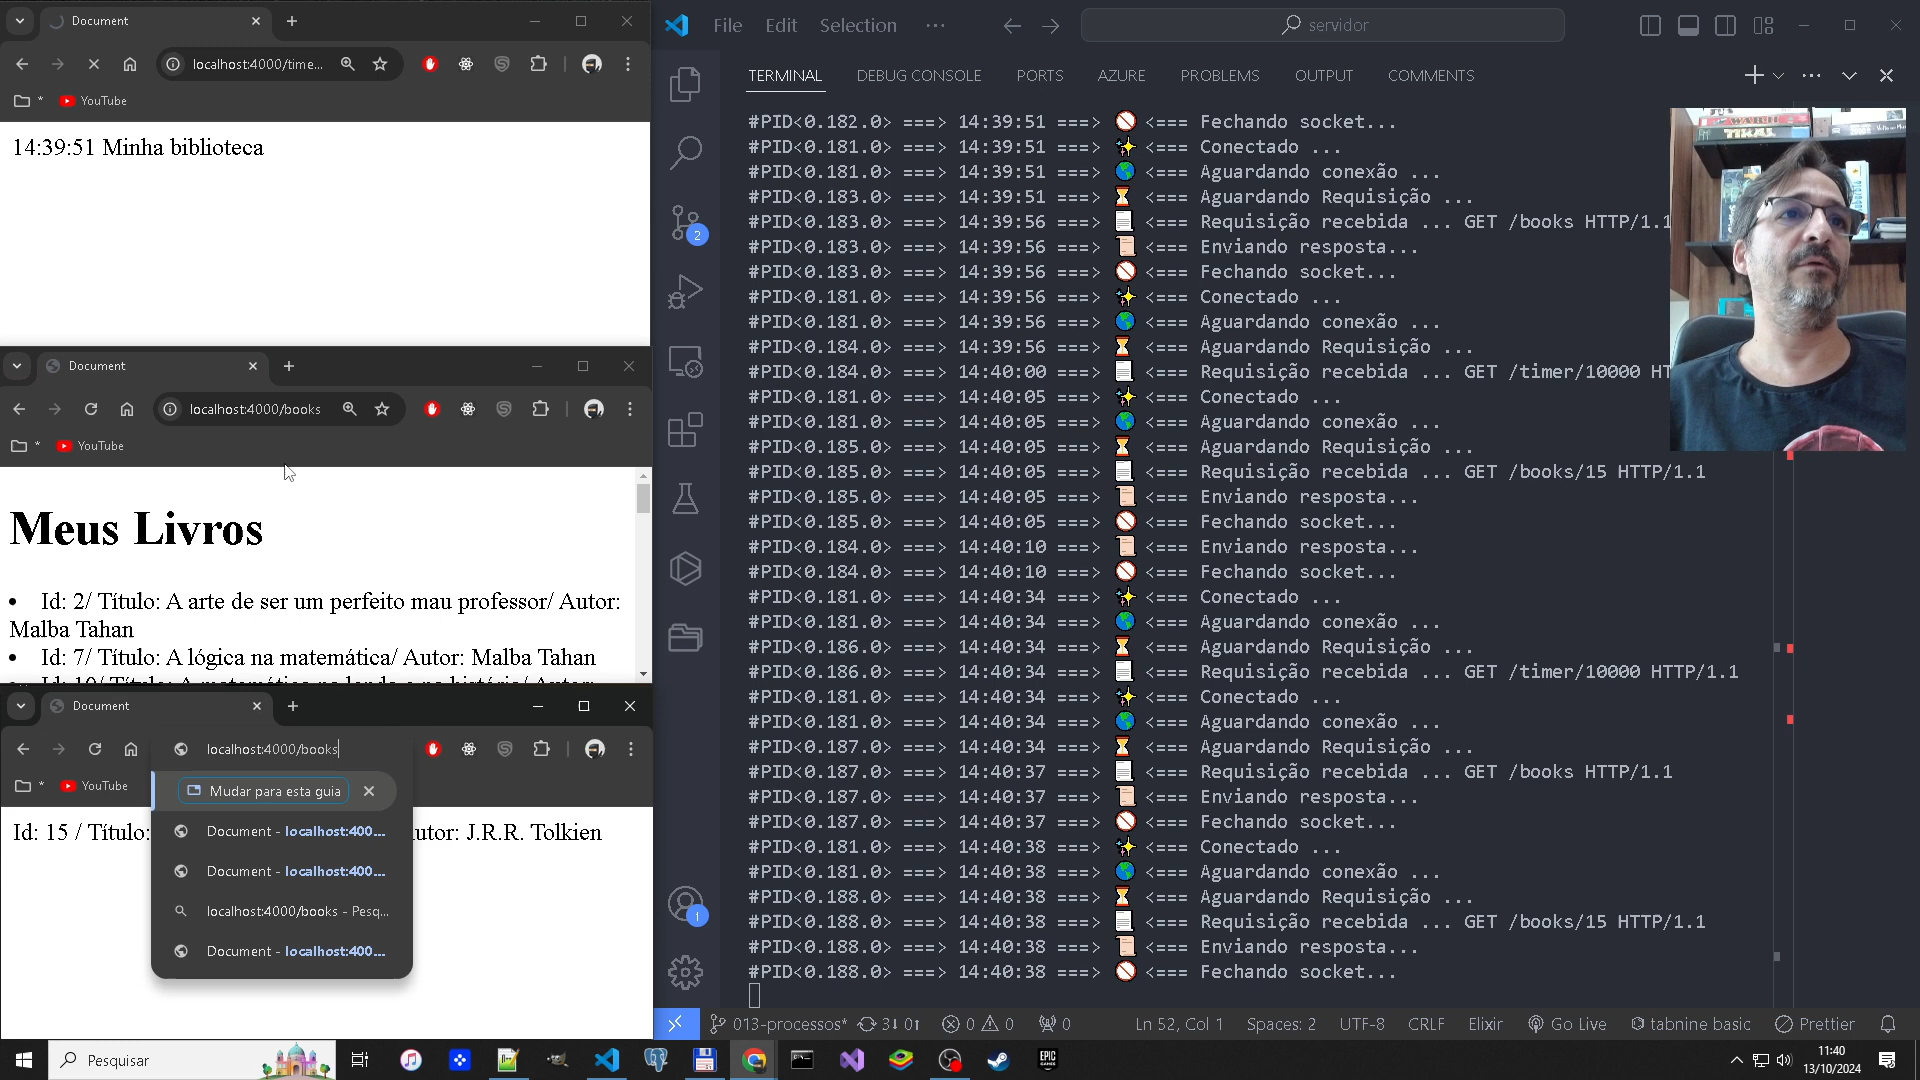 Document
localhost:4000/time...
* YouTube
14:39:51 Minha biblioteca
Document
localhost:4000/books
* YouTube
Meus Livros
• Id: 2/ Título: A arte de ser um perfeito mau professor/ Autor:
Malba Tahan
• Id: 7/ Título: A lógica na matemática/ Autor: Malba Tahan
Document
localhost:4000/books
* YouTube
Mudar para esta guia
Document - localhost:400...
Document - localhost:400...
localhost:4000/books - Pesq...
Document - localhost:400...
Id: 15 / Título:
utor: J.R.R. Tolkien
File Edit Selection ...
servidor
TERMINAL DEBUG CONSOLE PORTS AZURE PROBLEMS OUTPUT COMMENTS
#PID<0.182.0> ===> 14:39:51 ===> 🚫 <=== Fechando socket...
#PID<0.181.0> ===> 14:39:51 ===> ✨ <=== Conectado ...
#PID<0.181.0> ===> 14:39:51 ===> 🌎 <=== Aguardando conexão ...
#PID<0.183.0> ===> 14:39:51 ===> ⏳ <=== Aguardando Requisição ...
#PID<0.183.0> ===> 14:39:56 ===> 🧾 <=== Requisição recebida ... GET /books HTTP/1.1
#PID<0.183.0> ===> 14:39:56 ===> 📜 <=== Enviando resposta...
#PID<0.183.0> ===> 14:39:56 ===> 🚫 <=== Fechando socket...
#PID<0.181.0> ===> 14:39:56 ===> ✨ <=== Conectado ...
#PID<0.181.0> ===> 14:39:56 ===> 🌎 <=== Aguardando conexão ...
#PID<0.184.0> ===> 14:39:56 ===> ⏳ <=== Aguardando Requisição ...
#PID<0.184.0> ===> 14:40:00 ===> 🧾 <=== Requisição recebida ... GET /timer/10000 HT
#PID<0.181.0> ===> 14:40:05 ===> ✨ <=== Conectado ...
#PID<0.181.0> ===> 14:40:05 ===> 🌎 <=== Aguardando conexão ...
#PID<0.185.0> ===> 14:40:05 ===> ⏳ <=== Aguardando Requisição ...
#PID<0.185.0> ===> 14:40:05 ===> 🧾 <=== Requisição recebida ... GET /books/15 HTTP/1.1
#PID<0.185.0> ===> 14:40:05 ===> 📜 <=== Enviando resposta...
#PID<0.185.0> ===> 14:40:05 ===> 🚫 <=== Fechando socket...
#PID<0.184.0> ===> 14:40:10 ===> 📜 <=== Enviando resposta...
#PID<0.184.0> ===> 14:40:10 ===> 🚫 <=== Fechando socket...
#PID<0.181.0> ===> 14:40:34 ===> ✨ <=== Conectado ...
#PID<0.181.0> ===> 14:40:34 ===> 🌎 <=== Aguardando conexão ...
#PID<0.186.0> ===> 14:40:34 ===> ⏳ <=== Aguardando Requisição ...
#PID<0.186.0> ===> 14:40:34 ===> 🧾 <=== Requisição recebida ... GET /timer/10000 HTTP/1.1
#PID<0.181.0> ===> 14:40:34 ===> ✨ <=== Conectado ...
#PID<0.181.0> ===> 14:40:34 ===> 🌎 <=== Aguardando conexão ...
#PID<0.187.0> ===> 14:40:34 ===> ⏳ <=== Aguardando Requisição ...
#PID<0.187.0> ===> 14:40:37 ===> 🧾 <=== Requisição recebida ... GET /books HTTP/1.1
#PID<0.187.0> ===> 14:40:37 ===> 📜 <=== Enviando resposta...
#PID<0.187.0> ===> 14:40:37 ===> 🚫 <=== Fechando socket...
#PID<0.181.0> ===> 14:40:38 ===> ✨ <=== Conectado ...
#PID<0.181.0> ===> 14:40:38 ===> 🌎 <=== Aguardando conexão ...
#PID<0.188.0> ===> 14:40:38 ===> ⏳ <=== Aguardando Requisição ...
#PID<0.188.0> ===> 14:40:38 ===> 🧾 <=== Requisição recebida ... GET /books/15 HTTP/1.1
#PID<0.188.0> ===> 14:40:38 ===> 📜 <=== Enviando resposta...
#PID<0.188.0> ===> 14:40:38 ===> 🚫 <=== Fechando socket...
2
1
013-processos* 3↓ 0↑ 0 0 0 Ln 52, Col 1 Spaces: 2 UTF-8 CRLF Elixir Go Live tabnine basic Prettier
Pesquisar
EPIC GAMES
11:40
13/10/2024